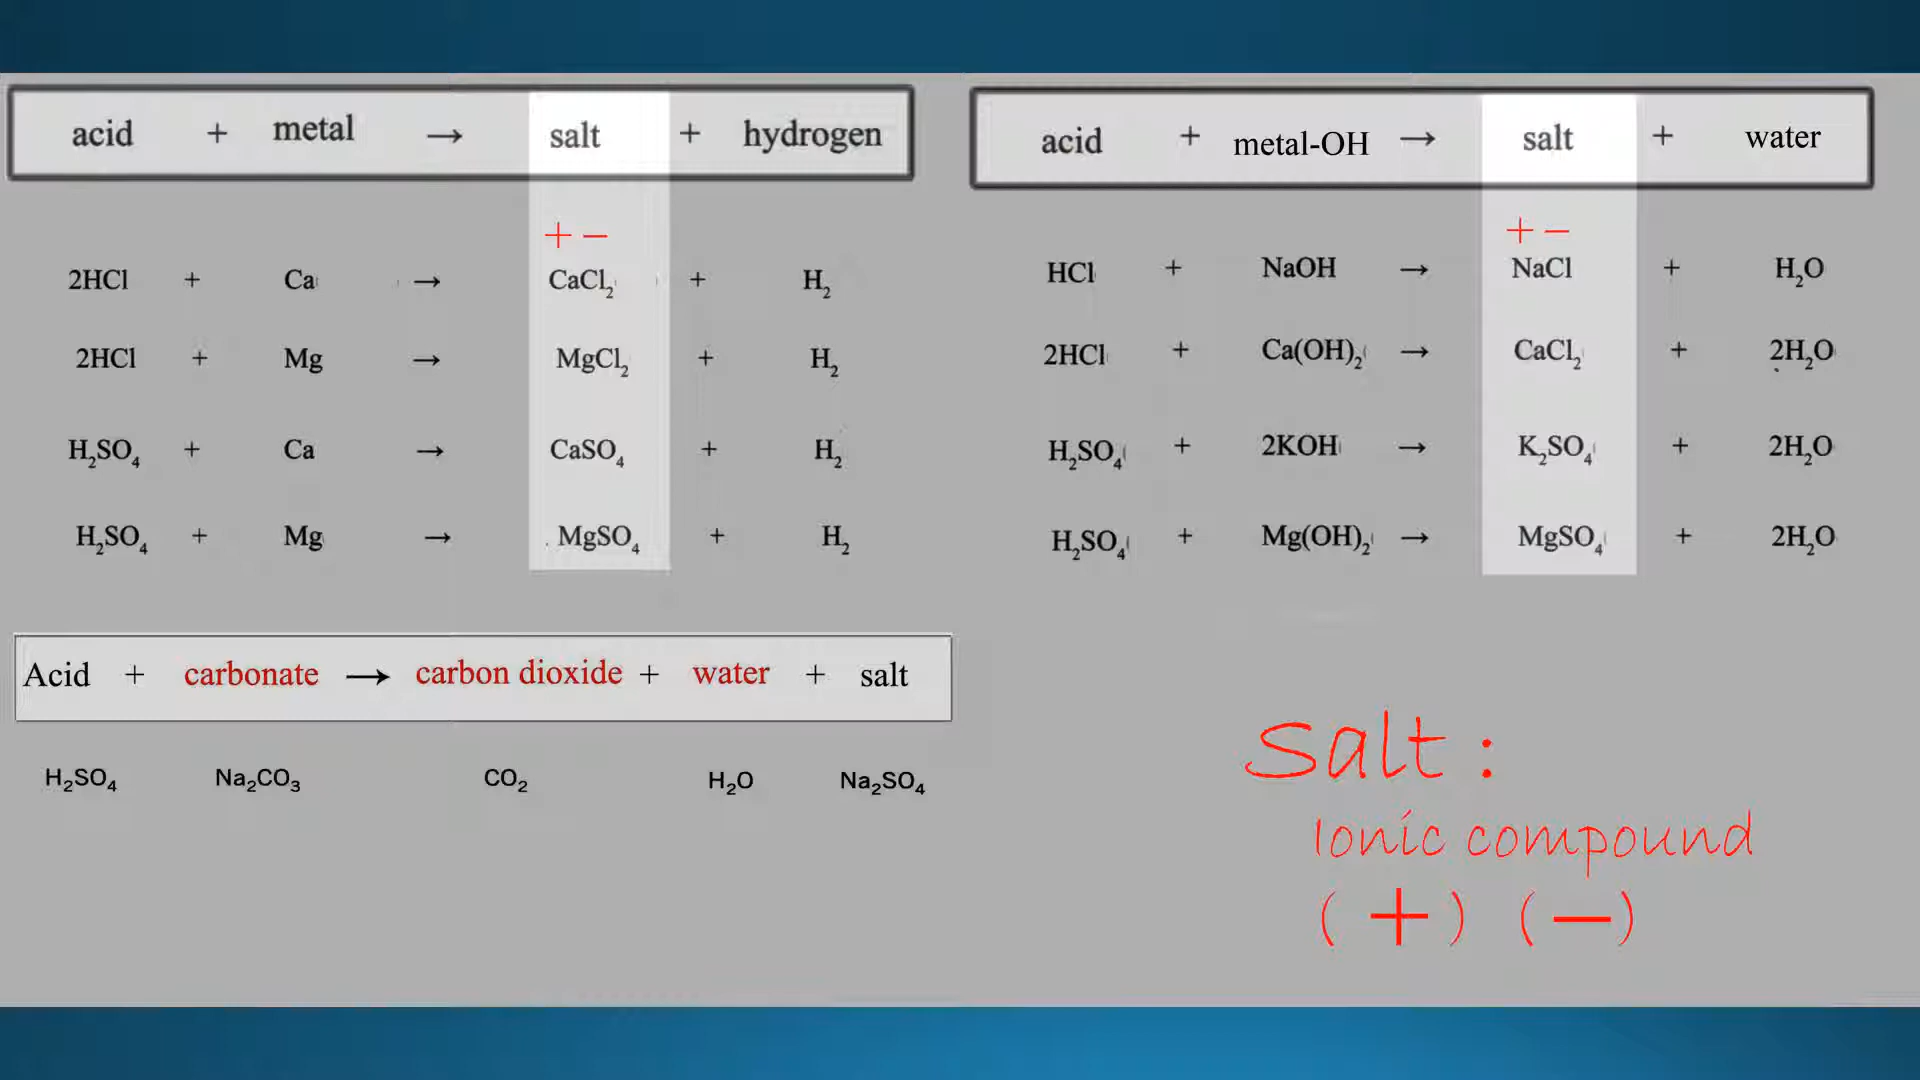 acid + metal → salt + hydrogen
+ −
2HCl + Ca → CaCl₂ + H₂
2HCl + Mg → MgCl₂ + H₂
H₂SO₄ + Ca → CaSO₄ + H₂
H₂SO₄ + Mg → MgSO₄ + H₂
acid + metal-OH → salt + water
+ −
HCl + NaOH → NaCl + H₂O
2HCl + Ca(OH)₂ → CaCl₂ + 2H₂O
H₂SO₄ + 2KOH → K₂SO₄ + 2H₂O
H₂SO₄ + Mg(OH)₂ → MgSO₄ + 2H₂O
Acid + carbonate → carbon dioxide + water + salt
H₂SO₄ Na₂CO₃ CO₂ H₂O Na₂SO₄
Salt :
Ionic compound
( + ) ( − )